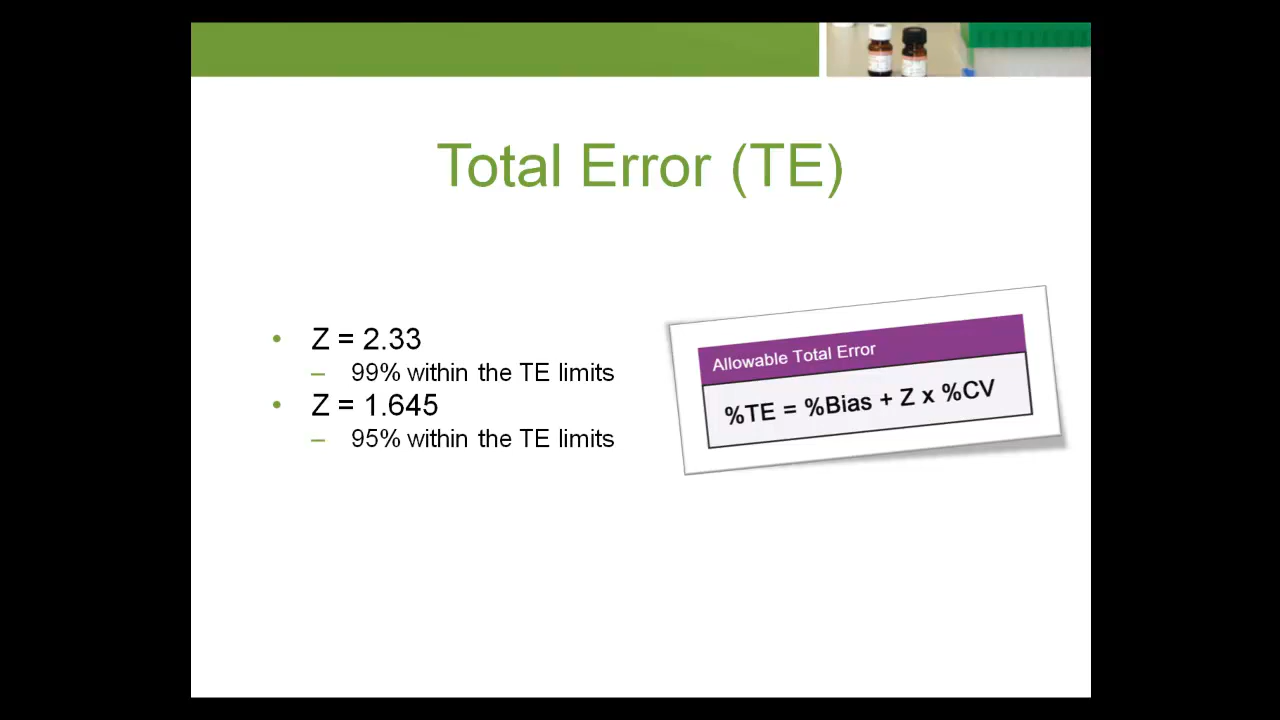 Total Error (TE)
• Z = 2.33
– 99% within the TE limits
• Z = 1.645
– 95% within the TE limits
Allowable Total Error
%TE = %Bias + Z x %CV